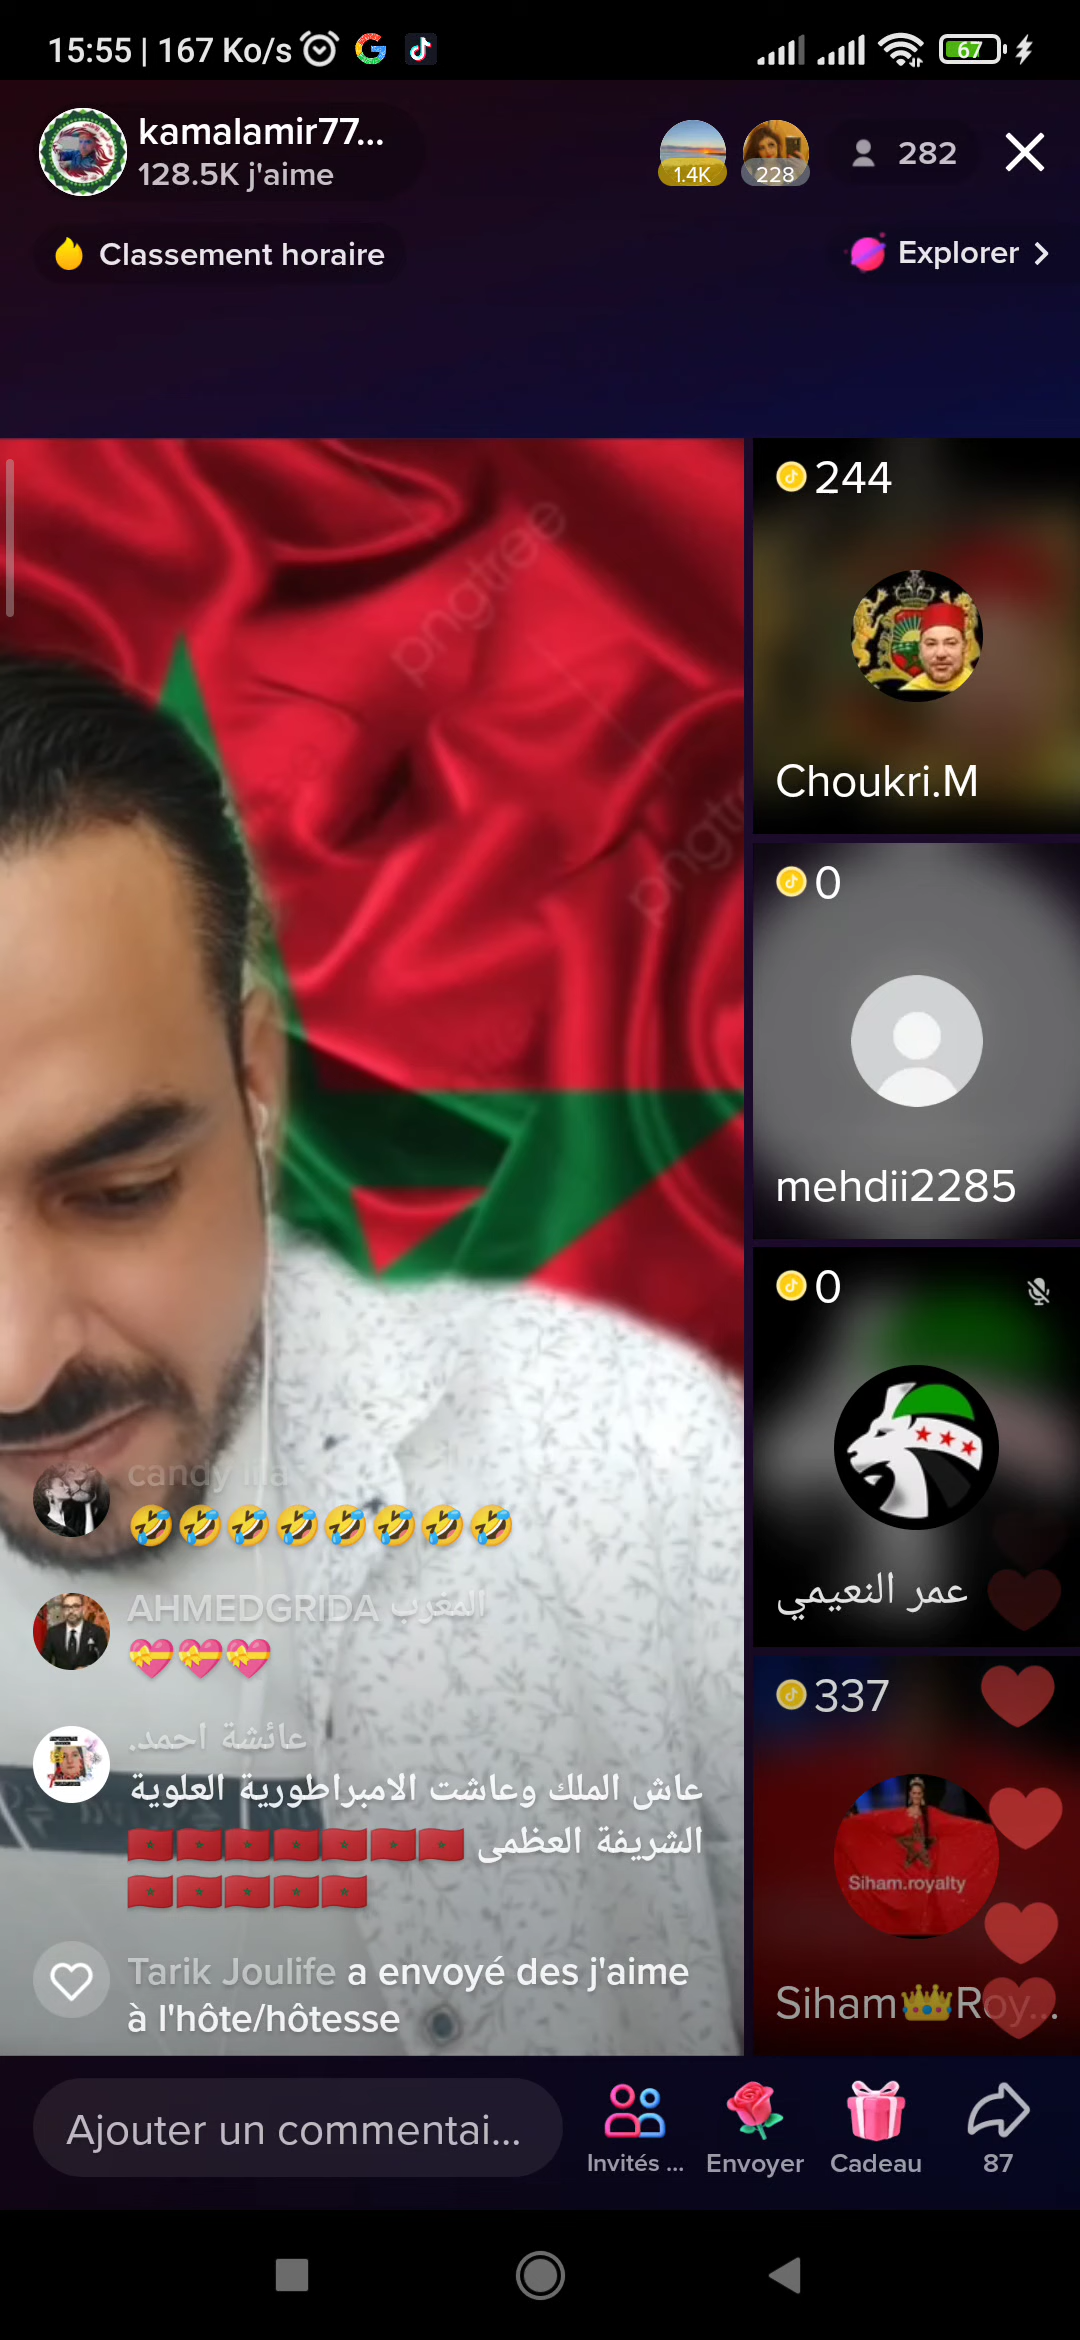 15:55 | 167 Ko/s
67
kamalamir77...
128.5K j'aime
1.4K
228
282
Classement horaire
Explorer
pngtree
244
Choukri.M
0
mehdii2285
0
عمر النعيمي
337
Siham.royalty
Siham👑Roy...
candy lila
🤣🤣🤣🤣🤣🤣🤣🤣
AHMEDGRIDA المغرب
💝💝💝
عائشة احمد.
عاش الملك وعاشت الامبراطورية العلوية
الشريفة العظمى 🇲🇦🇲🇦🇲🇦🇲🇦🇲🇦🇲🇦🇲🇦
🇲🇦🇲🇦🇲🇦🇲🇦🇲🇦
Tarik Joulife a envoyé des j'aime
à l'hôte/hôtesse
Ajouter un commentai...
Invités ...
Envoyer
Cadeau
87